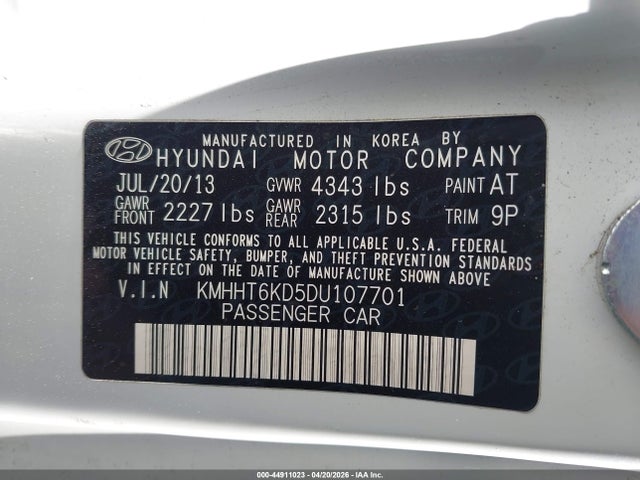 MANUFACTURED IN KOREA BY
HYUNDAI MOTOR COMPANY
JUL/20/13 GVWR 4343 lbs PAINT AT
GAWR FRONT 2227 lbs GAWR REAR 2315 lbs TRIM 9P
THIS VEHICLE CONFORMS TO ALL APPLICABLE U.S.A. FEDERAL
MOTOR VEHICLE SAFETY, BUMPER, AND THEFT PREVENTION STANDARDS
IN EFFECT ON THE DATE OF MANUFACTURE SHOWN ABOVE
V.I.N KMHHT6KD5DU107701
PASSENGER CAR
000-44911023 - 04/20/2026 - IAA Inc.